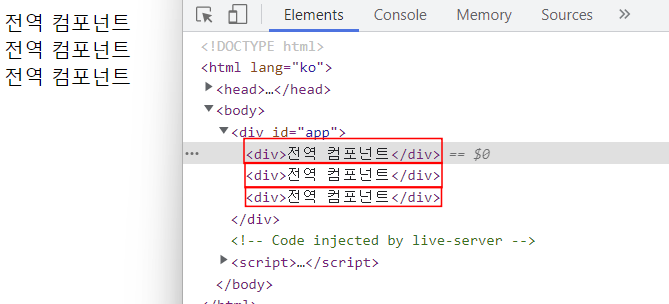 전역 컴포넌트
전역 컴포넌트
전역 컴포넌트
Elements Console Memory Sources »
<!DOCTYPE html>
<html lang="ko">
▶<head>…</head>
▼<body>
▼<div id="app">
••• <div>전역 컴포넌트</div> == $0
<div>전역 컴포넌트</div>
<div>전역 컴포넌트</div>
</div>
<!-- Code injected by live-server -->
▶<script>…</script>
</body>
</html>